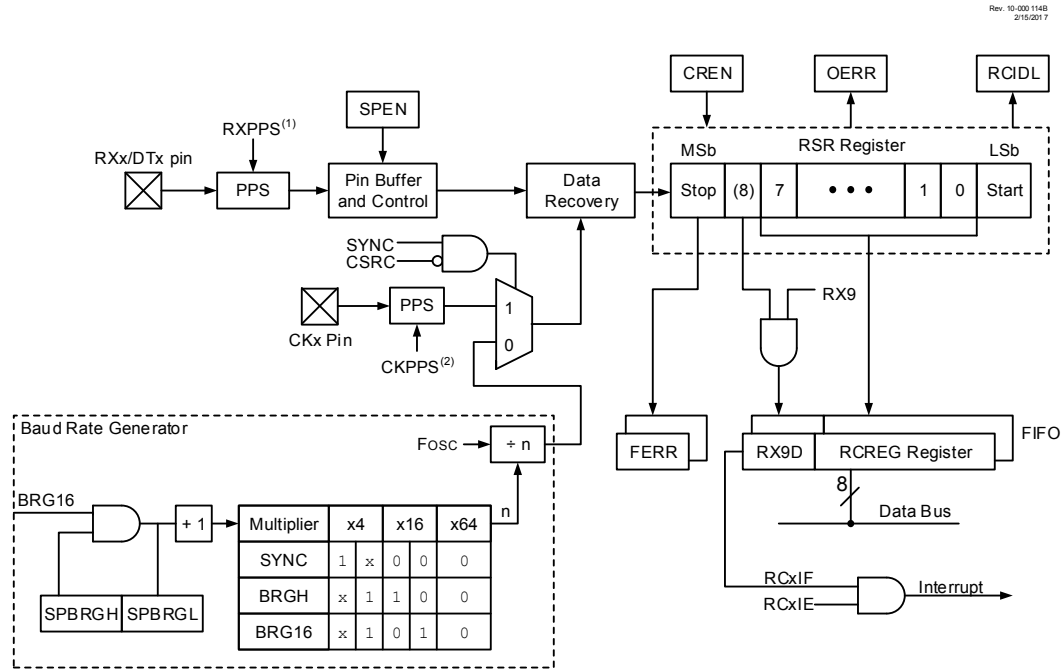 Rev. 10-000 114B
2/15/2017
CREN
OERR
RCIDL
SPEN
RXPPS(1)
RXx/DTx pin
PPS
Pin Buffer
and Control
Data
Recovery
MSb
RSR Register
LSb
Stop
(8)
7
• • •
1
0
Start
SYNC
CSRC
PPS
CKx Pin
CKPPS(2)
1
0
RX9
Baud Rate Generator
FOSC
÷ n
n
FERR
RX9D
RCREG Register
FIFO
8
Data Bus
BRG16
+ 1
SPBRGH
SPBRGL
Multiplier x4 x16 x64
SYNC 1 x 0 0 0
BRGH x 1 1 0 0
BRG16 x 1 0 1 0
RCxIF
RCxIE
Interrupt